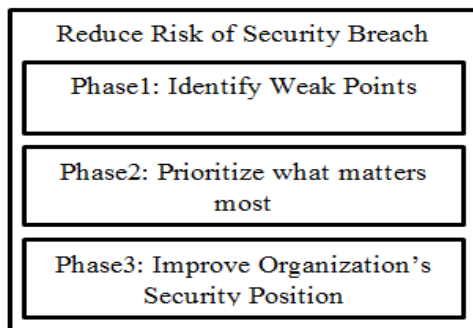 Reduce Risk of Security Breach
Phase1: Identify Weak Points
Phase2: Prioritize what matters
most
Phase3: Improve Organization's
Security Position